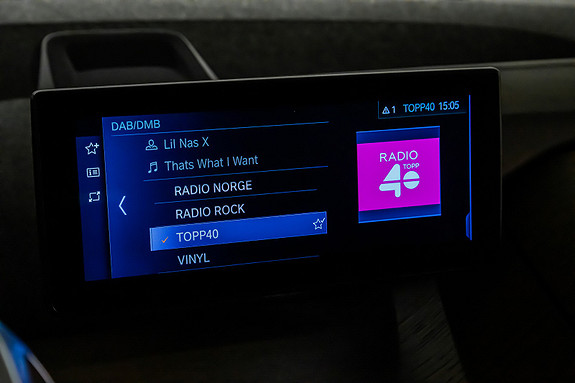 1 TOPP40 15:05
DAB/DMB
Lil Nas X
Thats What I Want
RADIO NORGE
RADIO ROCK
TOPP40
VINYL
RADIO
TOPP
40